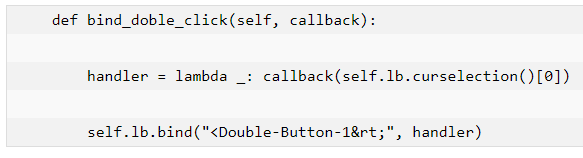 def bind_doble_click(self, callback):
handler = lambda _: callback(self.lb.curselection()[0])
self.lb.bind("<Double-Button-1&rt;", handler)